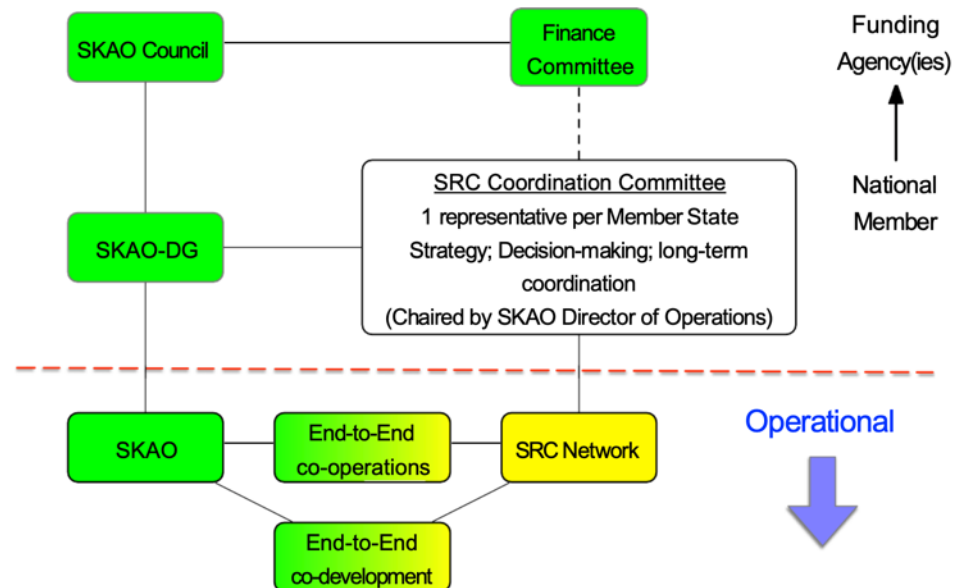 SKAO Council
Finance
Committee
Funding
Agency(ies)
SRC Coordination Committee
1 representative per Member State
Strategy; Decision-making; long-term
coordination
(Chaired by SKAO Director of Operations)
National
Member
SKAO-DG
Operational
SKAO
End-to-End
co-operations
SRC Network
End-to-End
co-development